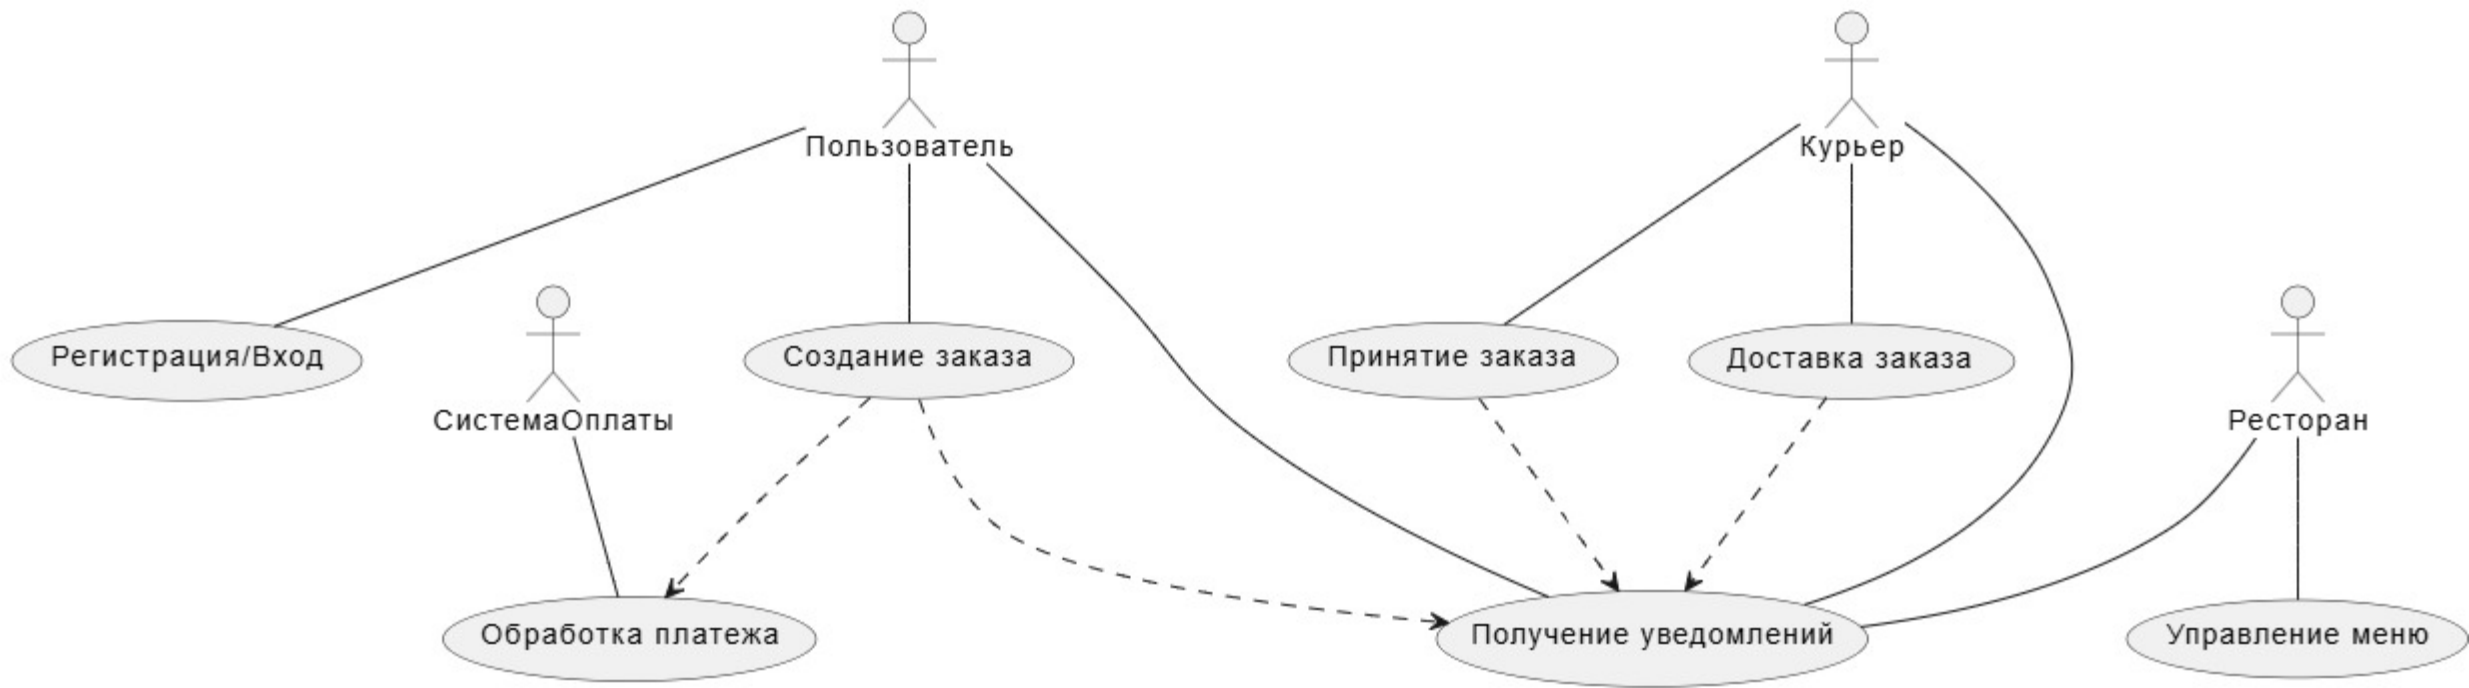 Пользователь
Курьер
Регистрация/Вход
Создание заказа
Принятие заказа
Доставка заказа
СистемаОплаты
Ресторан
Обработка платежа
Получение уведомлений
Управление меню